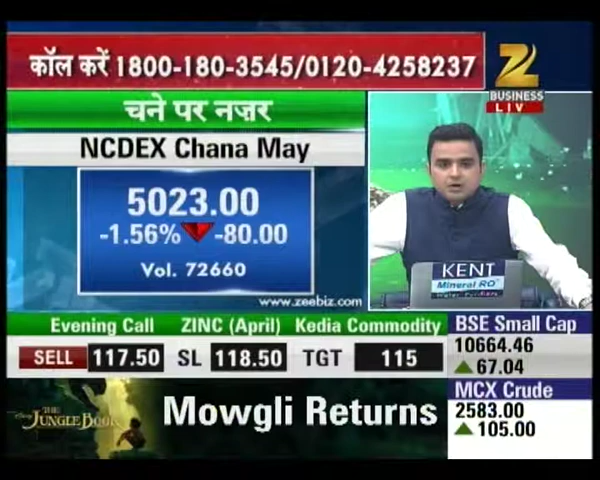 कॉल करें 1800-180-3545/0120-4258237
Z
BUSINESS
LIV
चने पर नज़र
NCDEX Chana May
5023.00
-1.56% -80.00
Vol. 72660
www.zeebiz.com
KENT
Mineral RO
Water Purifiers
Evening Call ZINC (April) Kedia Commodity
SELL 117.50 SL 118.50 TGT 115
BSE Small Cap
10664.46
67.04
MCX Crude
2583.00
105.00
THE
JUNGLE BOOK
Mowgli Returns